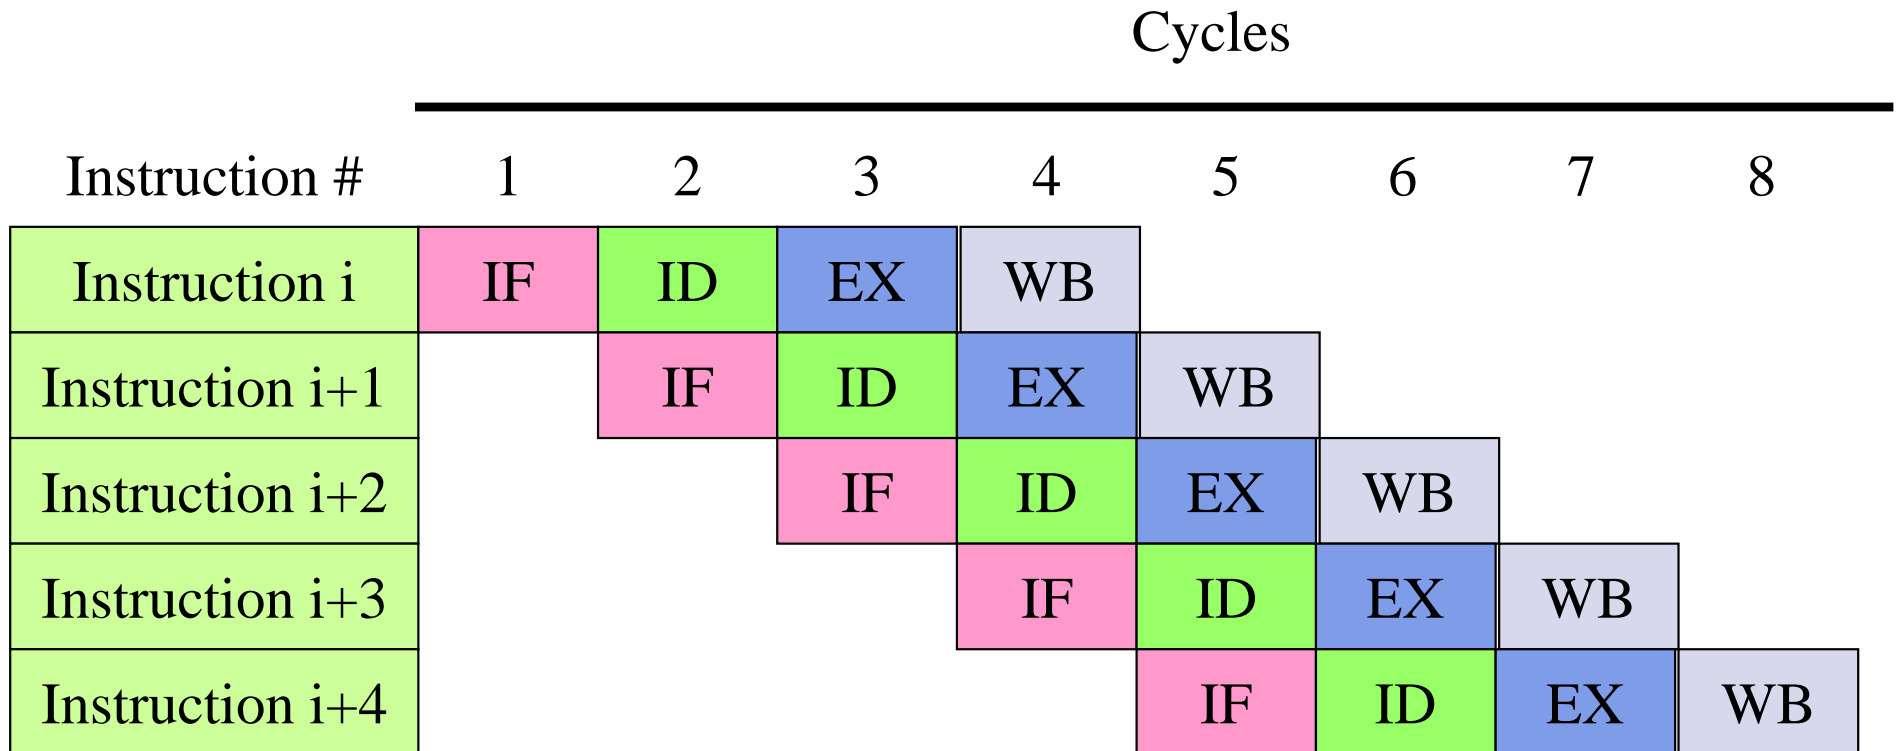 Cycles
Instruction # 1 2 3 4 5 6 7 8
Instruction i IF ID EX WB
Instruction i+1 IF ID EX WB
Instruction i+2 IF ID EX WB
Instruction i+3 IF ID EX WB
Instruction i+4 IF ID EX WB